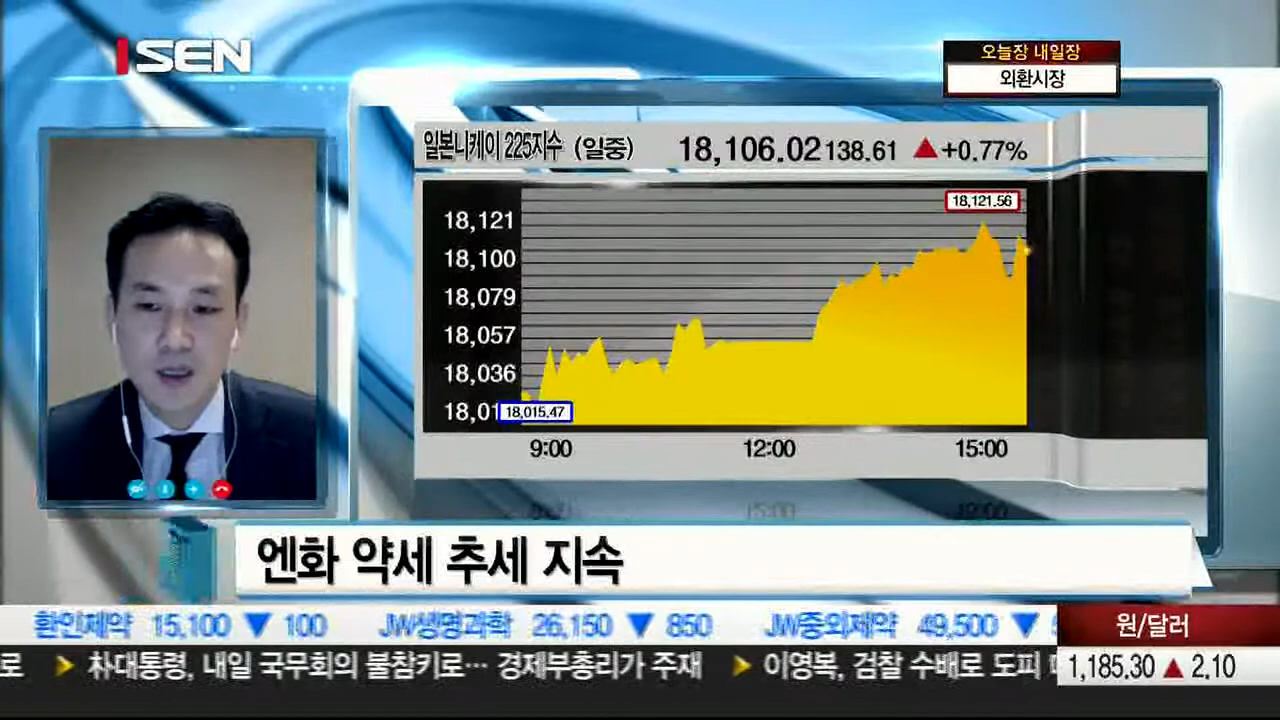 SEN
오늘장 내일장
외환시장
일본니케이 225지수 (일중) 18,106.02 138.61 ▲+0.77%
18,121.56
18,121
18,100
18,079
18,057
18,036
18,015.47
9:00 12:00 15:00
엔화 약세 추세 지속
환인제약 15,100 ▼ 100 JW생명과학 26,150 ▼ 850 JW중외제약 49,500 ▼
원/달러
로 > 朴대통령, 내일 국무회의 불참키로… 경제부총리가 주재 > 이영복, 검찰 수배로 도피
1,185.30 ▲ 2.10